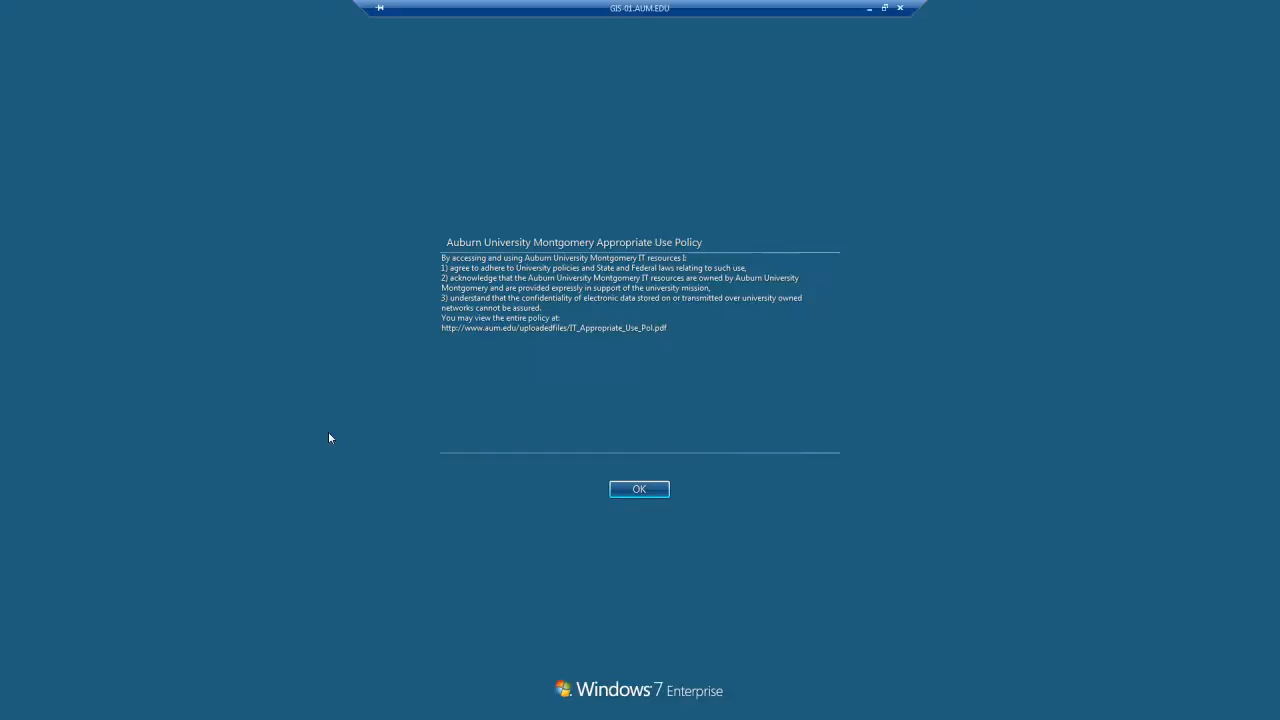 GIS-01.AUM.EDU
Auburn University Montgomery Appropriate Use Policy
By accessing and using Auburn University Montgomery IT resources I:
1) agree to adhere to University policies and State and Federal laws relating to such use,
2) acknowledge that the Auburn University Montgomery IT resources are owned by Auburn University
Montgomery and are provided expressly in support of the university mission,
3) understand that the confidentiality of electronic data stored on or transmitted over university owned
networks cannot be assured.
You may view the entire policy at:
http://www.aum.edu/uploadedfiles/IT_Appropriate_Use_Pol.pdf
OK
Windows 7 Enterprise